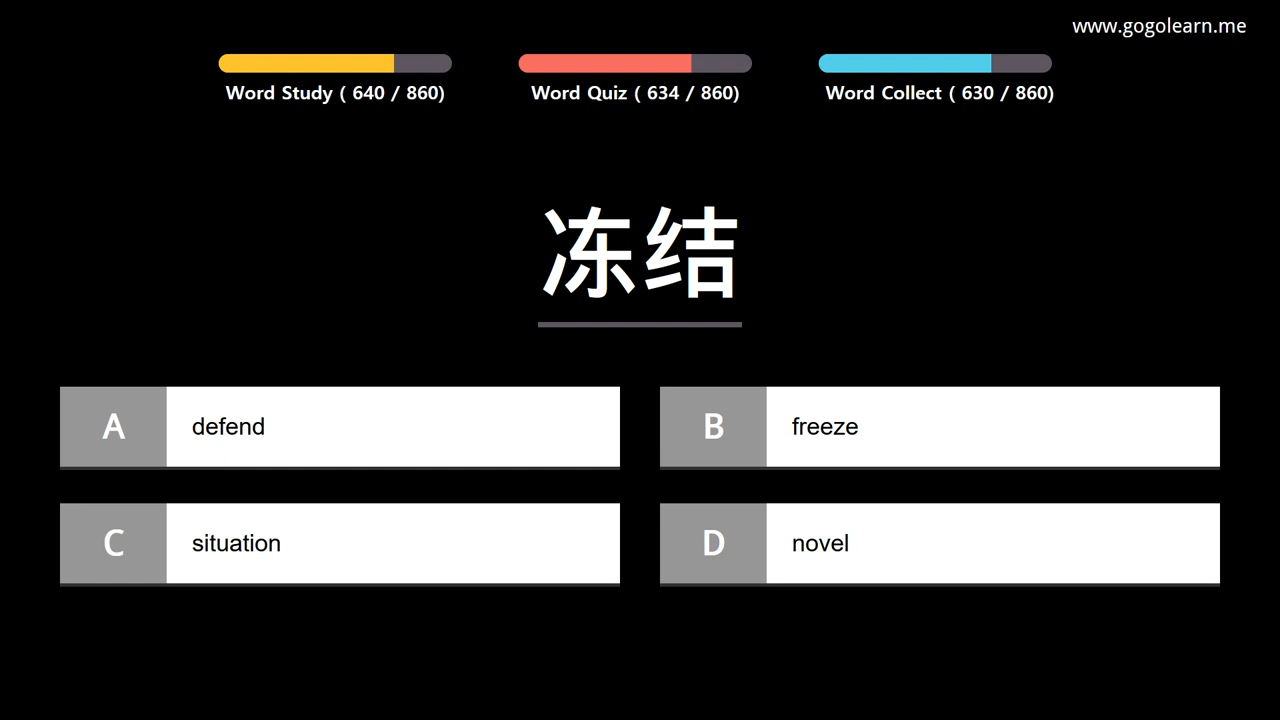 www.gogolearn.me
Word Study ( 640 / 860)
Word Quiz ( 634 / 860)
Word Collect ( 630 / 860)
冻结
A defend
B freeze
C situation
D novel